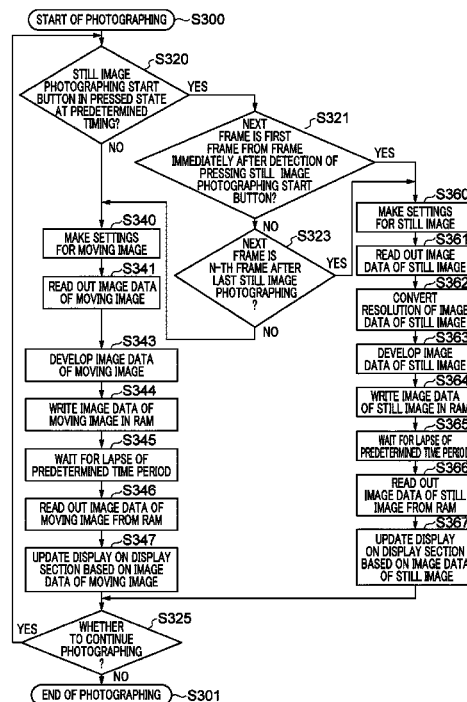 START OF PHOTOGRAPHING
S300
S320
STILL IMAGE
PHOTOGRAPHING START
BUTTON IN PRESSED STATE
AT PREDETERMINED
TIMING?
YES
NO
S321
NEXT
FRAME IS FIRST
FRAME FROM FRAME
IMMEDIATELY AFTER DETECTION OF
PRESSING STILL IMAGE
PHOTOGRAPHING START
BUTTON?
YES
NO
S323
NEXT
FRAME IS
N-TH FRAME AFTER
LAST STILL IMAGE
PHOTOGRAPHING
?
YES
NO
S340
MAKE SETTINGS
FOR MOVING IMAGE
S341
READ OUT IMAGE DATA
OF MOVING IMAGE
S343
DEVELOP IMAGE DATA
OF MOVING IMAGE
S344
WRITE IMAGE DATA OF
MOVING IMAGE IN RAM
S345
WAIT FOR LAPSE OF
PREDETERMINED TIME PERIOD
S346
READ OUT IMAGE DATA OF
MOVING IMAGE FROM RAM
S347
UPDATE DISPLAY ON DISPLAY
SECTION BASED ON IMAGE
DATA OF MOVING IMAGE
S360
MAKE SETTINGS
FOR STILL IMAGE
S361
READ OUT IMAGE
DATA OF STILL IMAGE
S362
CONVERT
RESOLUTION OF IMAGE
DATA OF STILL IMAGE
S363
DEVELOP IMAGE
DATA OF STILL IMAGE
S364
WRITE IMAGE DATA
OF STILL IMAGE IN RAM
S365
WAIT FOR LAPSE OF
PREDETERMINED TIME PERIOD
S366
READ OUT
IMAGE DATA OF STILL
IMAGE FROM RAM
S367
UPDATE DISPLAY
ON DISPLAY SECTION
BASED ON IMAGE DATA
OF STILL IMAGE
S325
YES
WHETHER
TO CONTINUE
PHOTOGRAPHING
?
NO
END OF PHOTOGRAPHING
S301